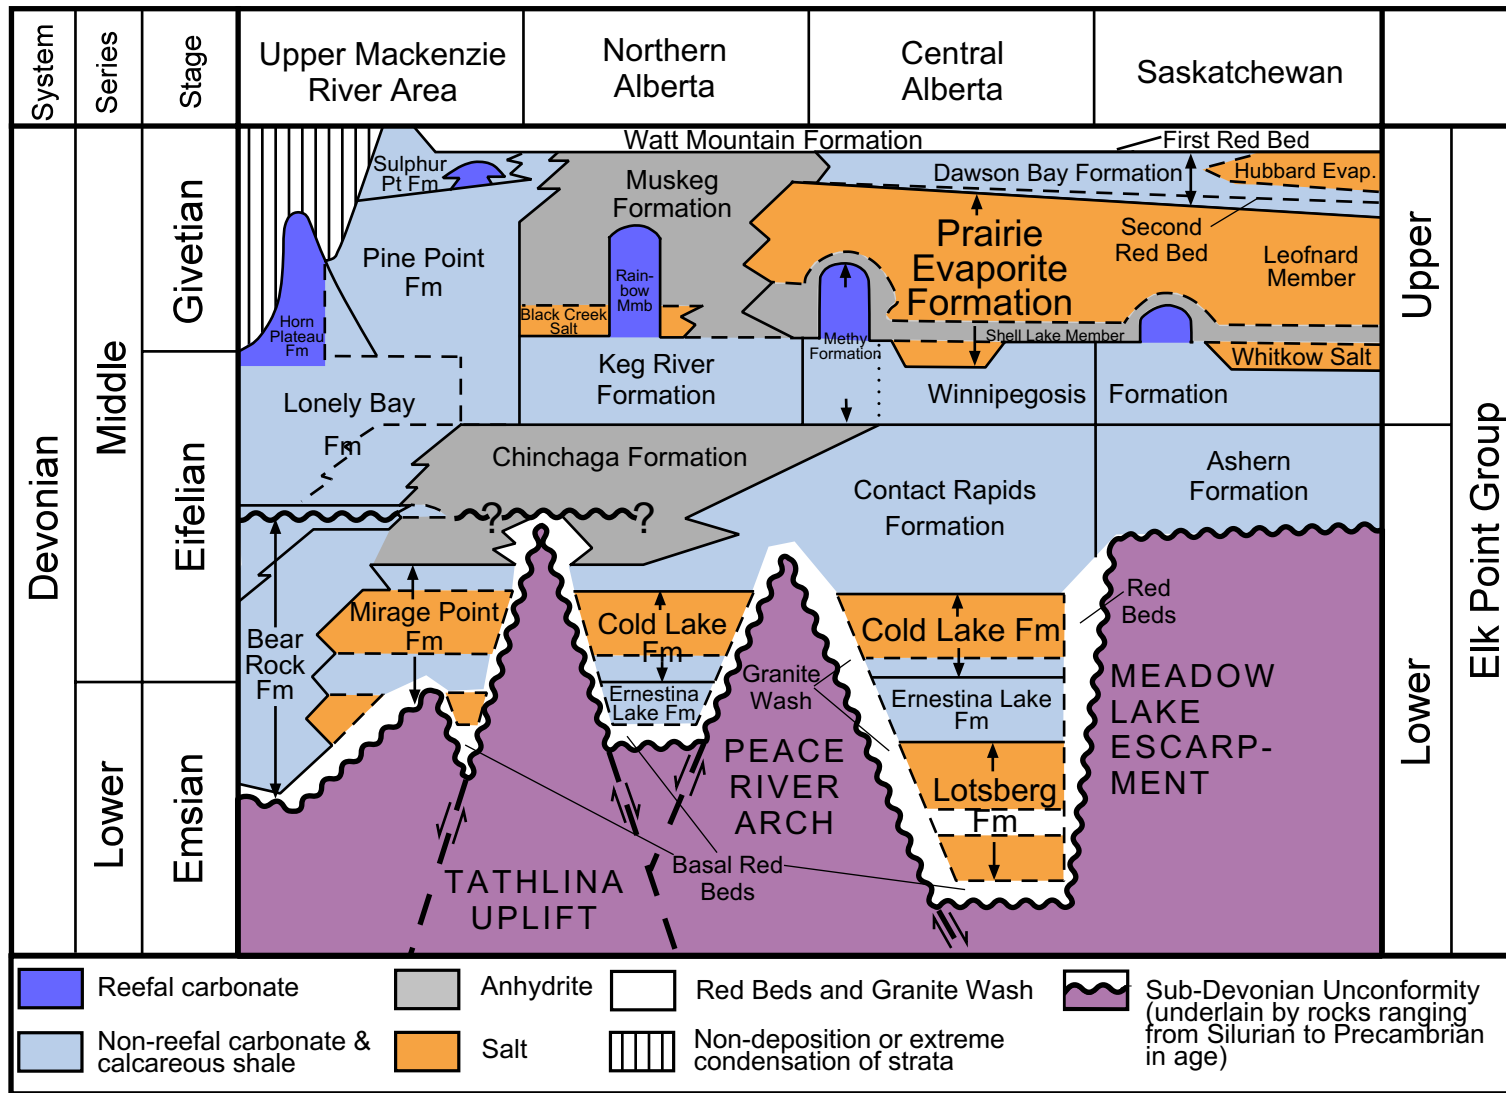 System
Series
Stage
Upper Mackenzie
River Area
Northern
Alberta
Central
Alberta
Saskatchewan
Devonian
Middle
Lower
Givetian
Eifelian
Emsian
Upper
Lower
Elk Point Group
Watt Mountain Formation
First Red Bed
Sulphur
Pt Fm
Muskeg
Formation
Dawson Bay Formation
Hubbard Evap.
Second
Red Bed
Prairie
Evaporite
Formation
Leofnard
Member
Pine Point
Fm
Horn
Plateau
Fm
Rain-
bow
Mmb
Black Creek
Salt
Methy
Formation
Shell Lake Member
Whitkow Salt
Keg River
Formation
Winnipegosis
Formation
Lonely Bay
Fm
Chinchaga Formation
Contact Rapids
Formation
Ashern
Formation
?
?
Mirage Point
Fm
Cold Lake
Fm
Cold Lake Fm
Red
Beds
Bear
Rock
Fm
Ernestina
Lake Fm
Granite
Wash
Ernestina Lake
Fm
MEADOW
LAKE
ESCARP-
MENT
PEACE
RIVER
ARCH
Lotsberg
Fm
Basal Red
Beds
TATHLINA
UPLIFT
Reefal carbonate
Anhydrite
Red Beds and Granite Wash
Sub-Devonian Unconformity
(underlain by rocks ranging
from Silurian to Precambrian
in age)
Non-reefal carbonate &
calcareous shale
Salt
Non-deposition or extreme
condensation of strata